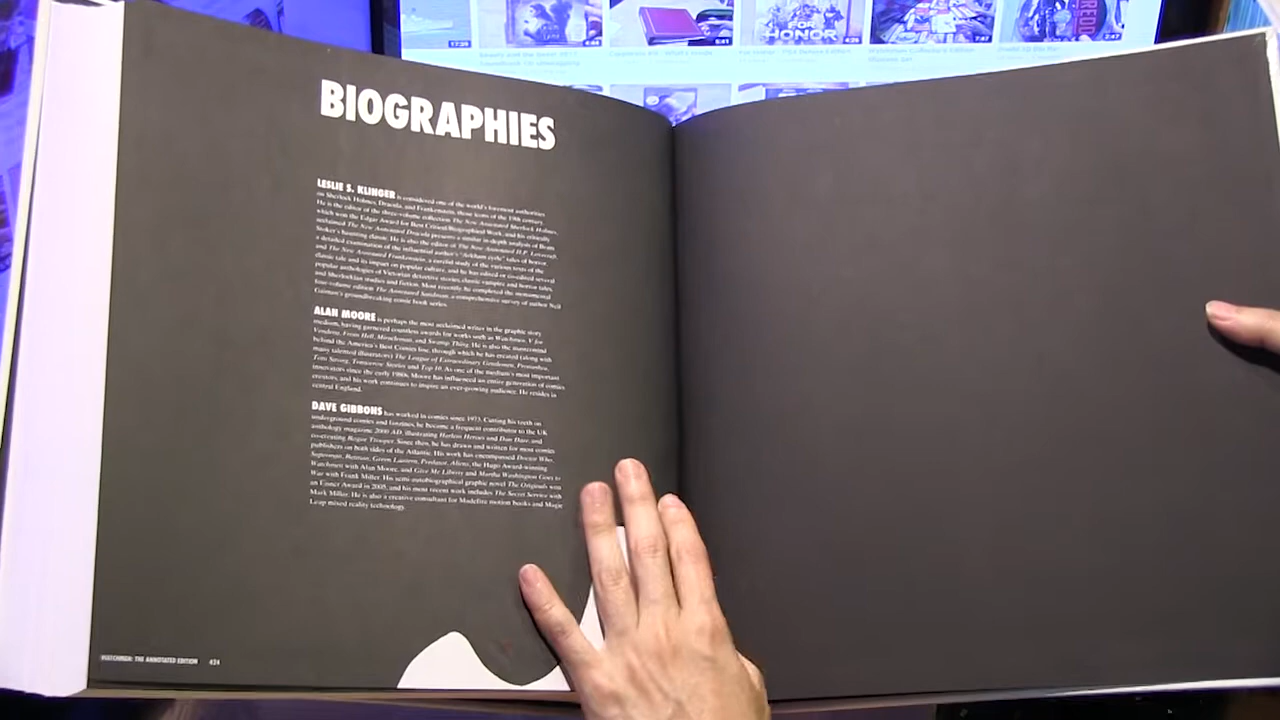 17:29
4:44
6:41
FOR
HONOR
4:25
7:47
2:47
BIOGRAPHIES
LESLIE S. KLINGER is considered one of the world's foremost authorities
on Sherlock Holmes, Dracula, and Frankenstein, those icons of the 19th century.
He is the editor of the three-volume collection The New Annotated Sherlock Holmes,
which won the Edgar Award for Best Critical/Biographical Work, and his critically
acclaimed The New Annotated Dracula presents a similar in-depth analysis of Bram
Stoker's haunting classic. He is also the editor of The New Annotated H.P. Lovecraft,
a detailed examination of the influential author's "Arkham cycle" tales of horror,
and The New Annotated Frankenstein, a careful study of the various texts of the
classic tale and its impact on popular culture, and he has edited or co-edited several
popular anthologies of Victorian detective stories, classic vampire and horror tales,
and Sherlockian studies and fiction. Most recently, he completed the monumental
four-volume edition The Annotated Sandman, a comprehensive survey of author Neil
Gaiman's groundbreaking comic book series.
ALAN MOORE is perhaps the most acclaimed writer in the graphic story
medium, having garnered countless awards for works such as Watchmen, V for
Vendetta, From Hell, Miracleman, and Swamp Thing. He is also the mastermind
behind the America's Best Comics line, through which he has created (along with
many talented illustrators) The League of Extraordinary Gentlemen, Promethea,
Tom Strong, Tomorrow Stories and Top 10. As one of the medium's most important
innovators since the early 1980s, Moore has influenced an entire generation of comics
creators, and his work continues to inspire an ever-growing audience. He resides in
central England.
DAVE GIBBONS has worked in comics since 1973. Cutting his teeth on
underground comics and fanzines, he became a frequent contributor to the UK
anthology magazine 2000 AD, illustrating Harlem Heroes and Dan Dare, and
co-creating Rogue Trooper. Since then, he has drawn and written for most comics
publishers on both sides of the Atlantic. His work has encompassed Doctor Who,
Superman, Batman, Green Lantern, Predator, Aliens, the Hugo Award-winning
Watchmen with Alan Moore, and Give Me Liberty and Martha Washington Goes to
War with Frank Miller. His semi-autobiographical graphic novel The Originals won
an Eisner Award in 2005, and his most recent work includes The Secret Service with
Mark Millar. He is also a creative consultant for Madefire motion books and Magic
Leap mixed reality technology.
WATCHMEN: THE ANNOTATED EDITION 424